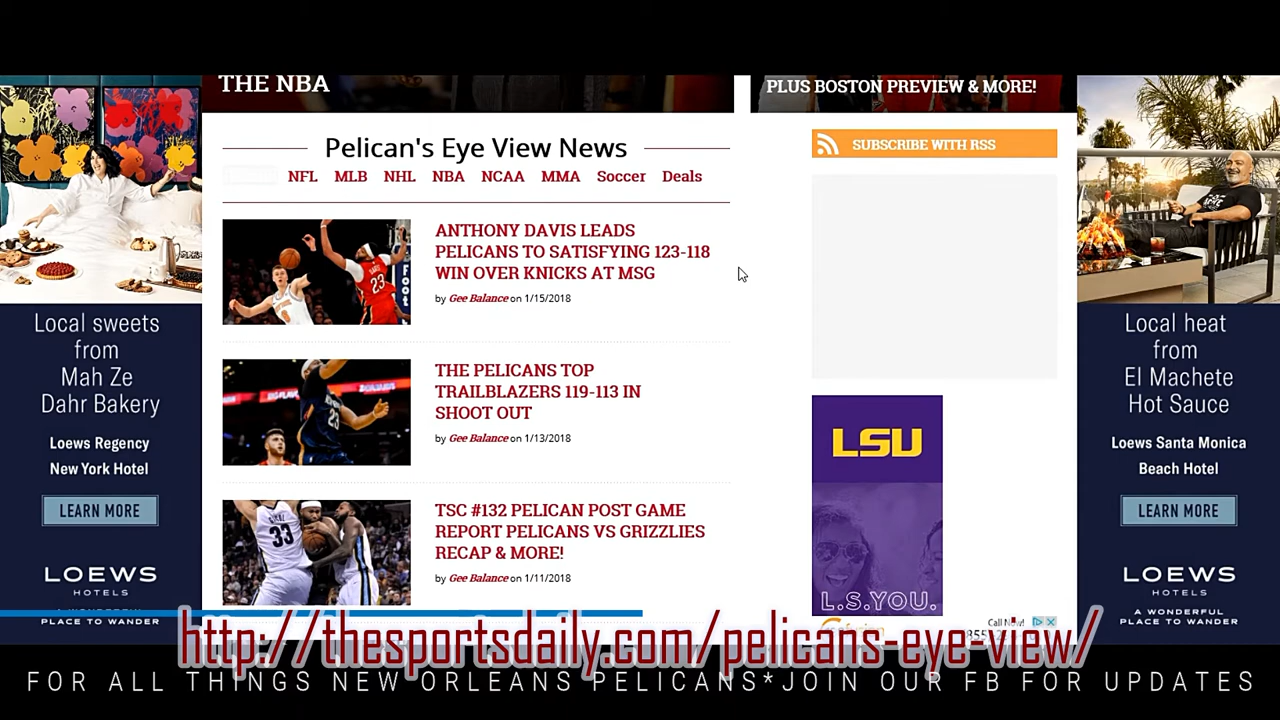 THE NBA
PLUS BOSTON PREVIEW & MORE!
Pelican's Eye View News
NFL MLB NHL NBA NCAA MMA Soccer Deals
SUBSCRIBE WITH RSS
ANTHONY DAVIS LEADS
PELICANS TO SATISFYING 123-118
WIN OVER KNICKS AT MSG
by Gee Balance on 1/15/2018
THE PELICANS TOP
TRAILBLAZERS 119-113 IN
SHOOT OUT
by Gee Balance on 1/13/2018
TSC #132 PELICAN POST GAME
REPORT PELICANS VS GRIZZLIES
RECAP & MORE!
by Gee Balance on 1/11/2018
Local sweets
from
Mah Ze
Dahr Bakery
Loews Regency
New York Hotel
LEARN MORE
LOEWS
HOTELS
A WONDERFUL
PLACE TO WANDER
LSU
L.S.YOU.
Call Now!
Local heat
from
El Machete
Hot Sauce
Loews Santa Monica
Beach Hotel
LEARN MORE
LOEWS
HOTELS
A WONDERFUL
PLACE TO WANDER
23
23
33
http://thesportsdaily.com/pelicans-eye-view/
FOR ALL THINGS NEW ORLEANS PELICANS*JOIN OUR FB FOR UPDATES